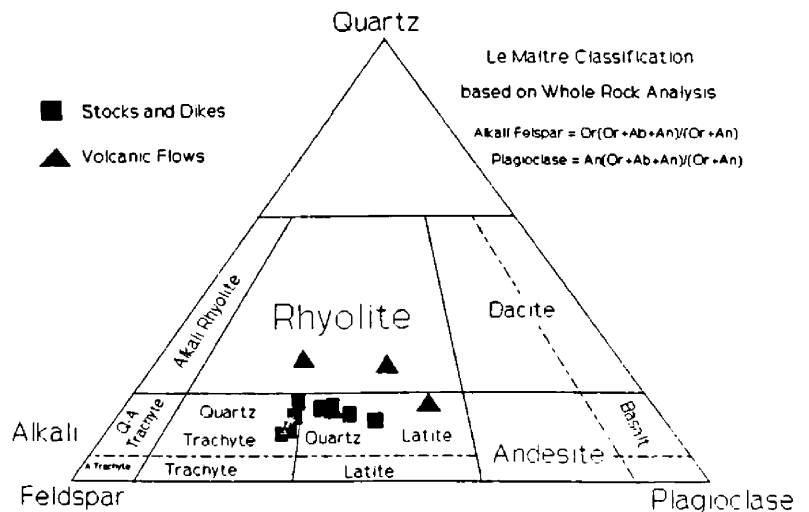 Quartz
Le Maitre Classification
based on Whole Rock Analysis
Alkali Felspar = Or(Or+Ab+An)/(Or+An)
Plagioclase = An(Or+Ab+An)/(Or+An)
Stocks and Dikes
Volcanic Flows
Alkali Rhyolite
Rhyolite
Dacite
Q-A
Trachyte
Quartz
Trachyte
Quartz
Latite
Andesite
Basalt
Alkali
Feldspar
A Trachyte
Trachyte
Latite
Plagioclase